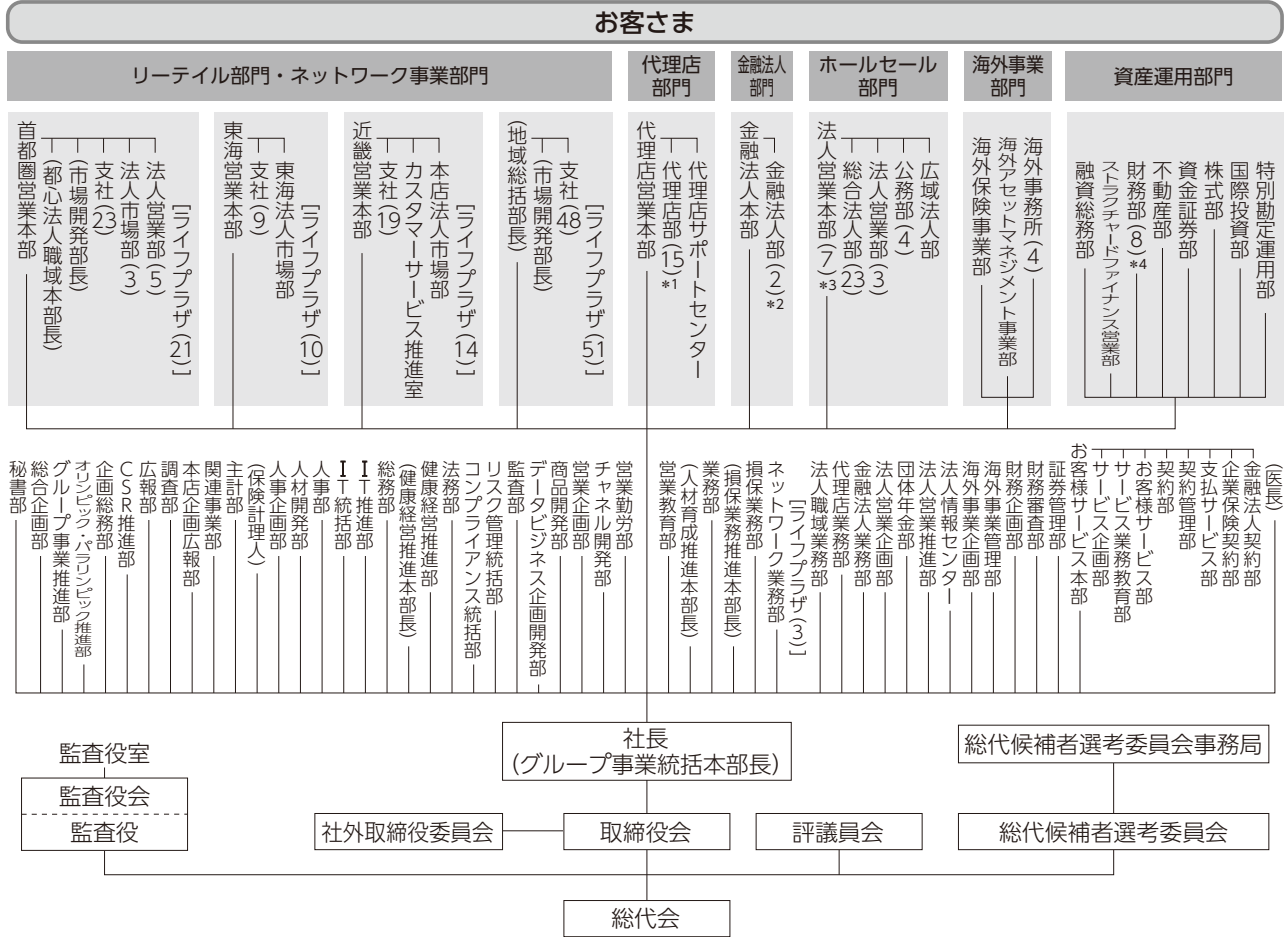 お客さま
リーテイル部門・ネットワーク事業部門
代理店
部門
金融法人
部門
ホールセール
部門
海外事業
部門
資産運用部門
首都圏営業本部
(都心法人職域本部長)
(市場開発部長)
支社(23)
法人市場部(3)
法人営業部(5)
[ライフプラザ(21)]
東海営業本部
支社(9)
東海法人市場部
[ライフプラザ(10)]
近畿営業本部
支社(19)
カスタマーサービス推進室
本店法人市場部
[ライフプラザ(14)]
(地域総括部長)
(市場開発部長)
支社(48)
[ライフプラザ(51)]
代理店営業本部
代理店部(15)*1
代理店サポートセンター
金融法人本部
金融法人部(2)*2
法人営業本部(7)*3
総合法人部(23)
法人営業部(3)
公務部(4)
広域法人部
海外保険事業部
海外アセットマネジメント事業部
海外事務所(4)
融資総務部
ストラクチャードファイナンス営業部
財務部(8)*4
不動産部
資金証券部
株式部
国際投資部
特別勘定運用部
秘書部
総合企画部
グループ事業推進部
オリンピック・パラリンピック推進部
企画総務部
CSR推進部
広報部
調査部
本店企画広報部
関連事業部
主計部
(保険計理人)
人事企画部
人材開発部
人事部
IT統括部
IT推進部
総務部
(健康経営推進本部長)
健康経営推進部
法務部
コンプライアンス統括部
リスク管理統括部
監査部
データビジネス企画開発部
商品開発部
営業企画部
チャネル開発部
営業勤労部
営業教育部
(人材育成推進本部長)
業務部
(損保業務推進本部長)
損保業務部
ネットワーク業務部
[ライフプラザ(3)]
法人職域業務部
代理店業務部
金融法人業務部
法人営業企画部
団体年金部
法人営業推進部
法人情報センター
海外事業企画部
海外事業管理部
財務企画部
財務審査部
証券管理部
お客様サービス本部
サービス企画部
サービス業務教育部
お客様サービス部
契約部
契約管理部
支払サービス部
企業保険契約部
金融法人契約部
(医長)
監査役室
監査役会
監査役
社長
(グループ事業統括本部長)
総代候補者選考委員会事務局
社外取締役委員会
取締役会
評議員会
総代候補者選考委員会
総代会